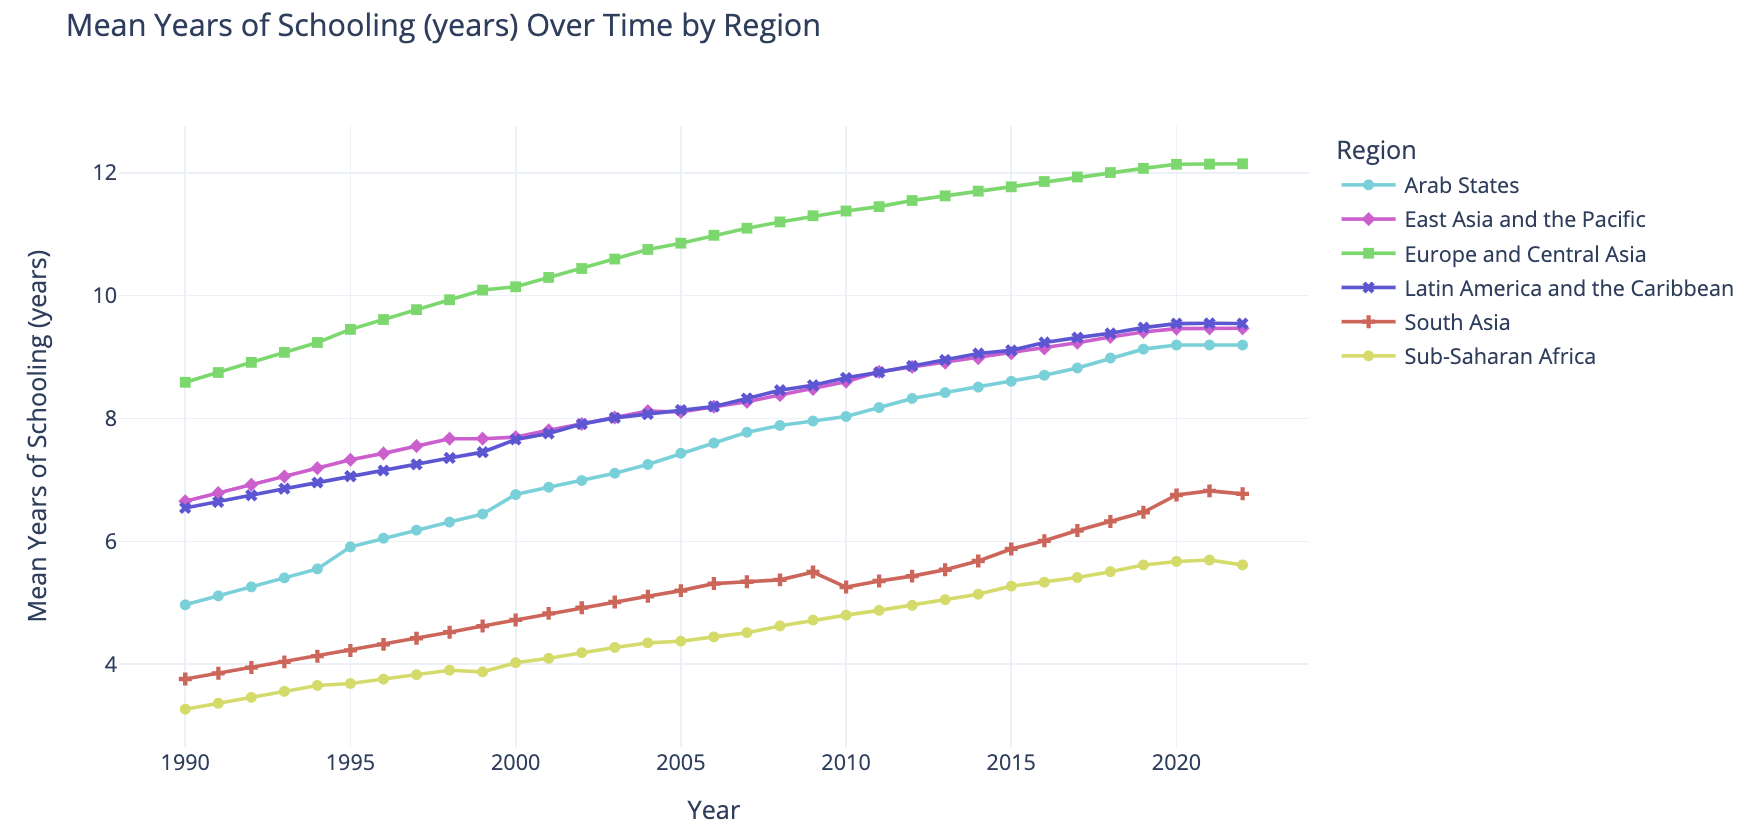 Mean Years of Schooling (years) Over Time by Region
Mean Years of Schooling (years)
12
10
8
6
4
1990 1995 2000 2005 2010 2015 2020
Year
Region
Arab States
East Asia and the Pacific
Europe and Central Asia
Latin America and the Caribbean
South Asia
Sub-Saharan Africa